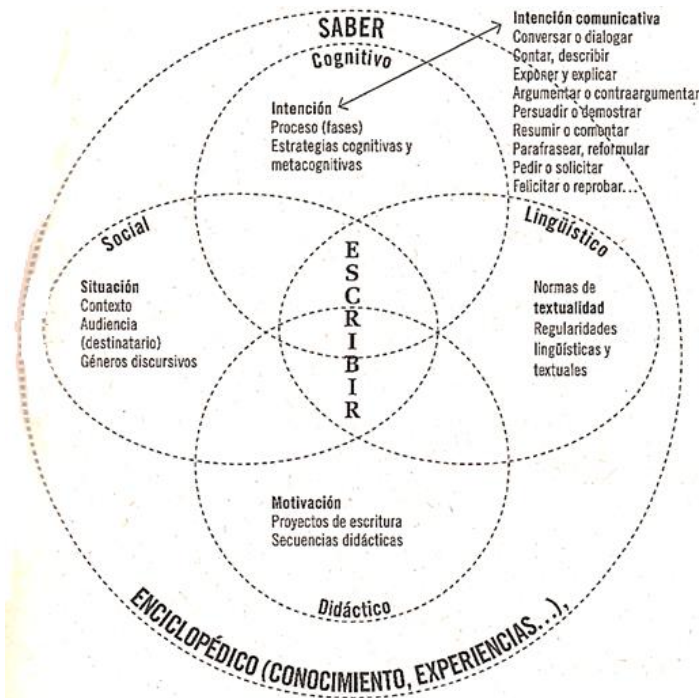 SABER
Cognitivo
Intención
Proceso (fases)
Estrategias cognitivas y
metacognitivas
Intención comunicativa
Conversar o dialogar
Contar, describir
Exponer y explicar
Argumentar o contraargumentar
Persuadir o demostrar
Resumir o comentar
Parafrasear, reformular
Pedir o solicitar
Felicitar o reprobar...
Social
Situación
Contexto
Audiencia
(destinatario)
Géneros discursivos
ESCRIBIR
Lingüístico
Normas de
textualidad
Regularidades
lingüísticas y
textuales
Motivación
Proyectos de escritura
Secuencias didácticas
Didáctico
ENCICLOPÉDICO (CONOCIMIENTO, EXPERIENCIAS...),